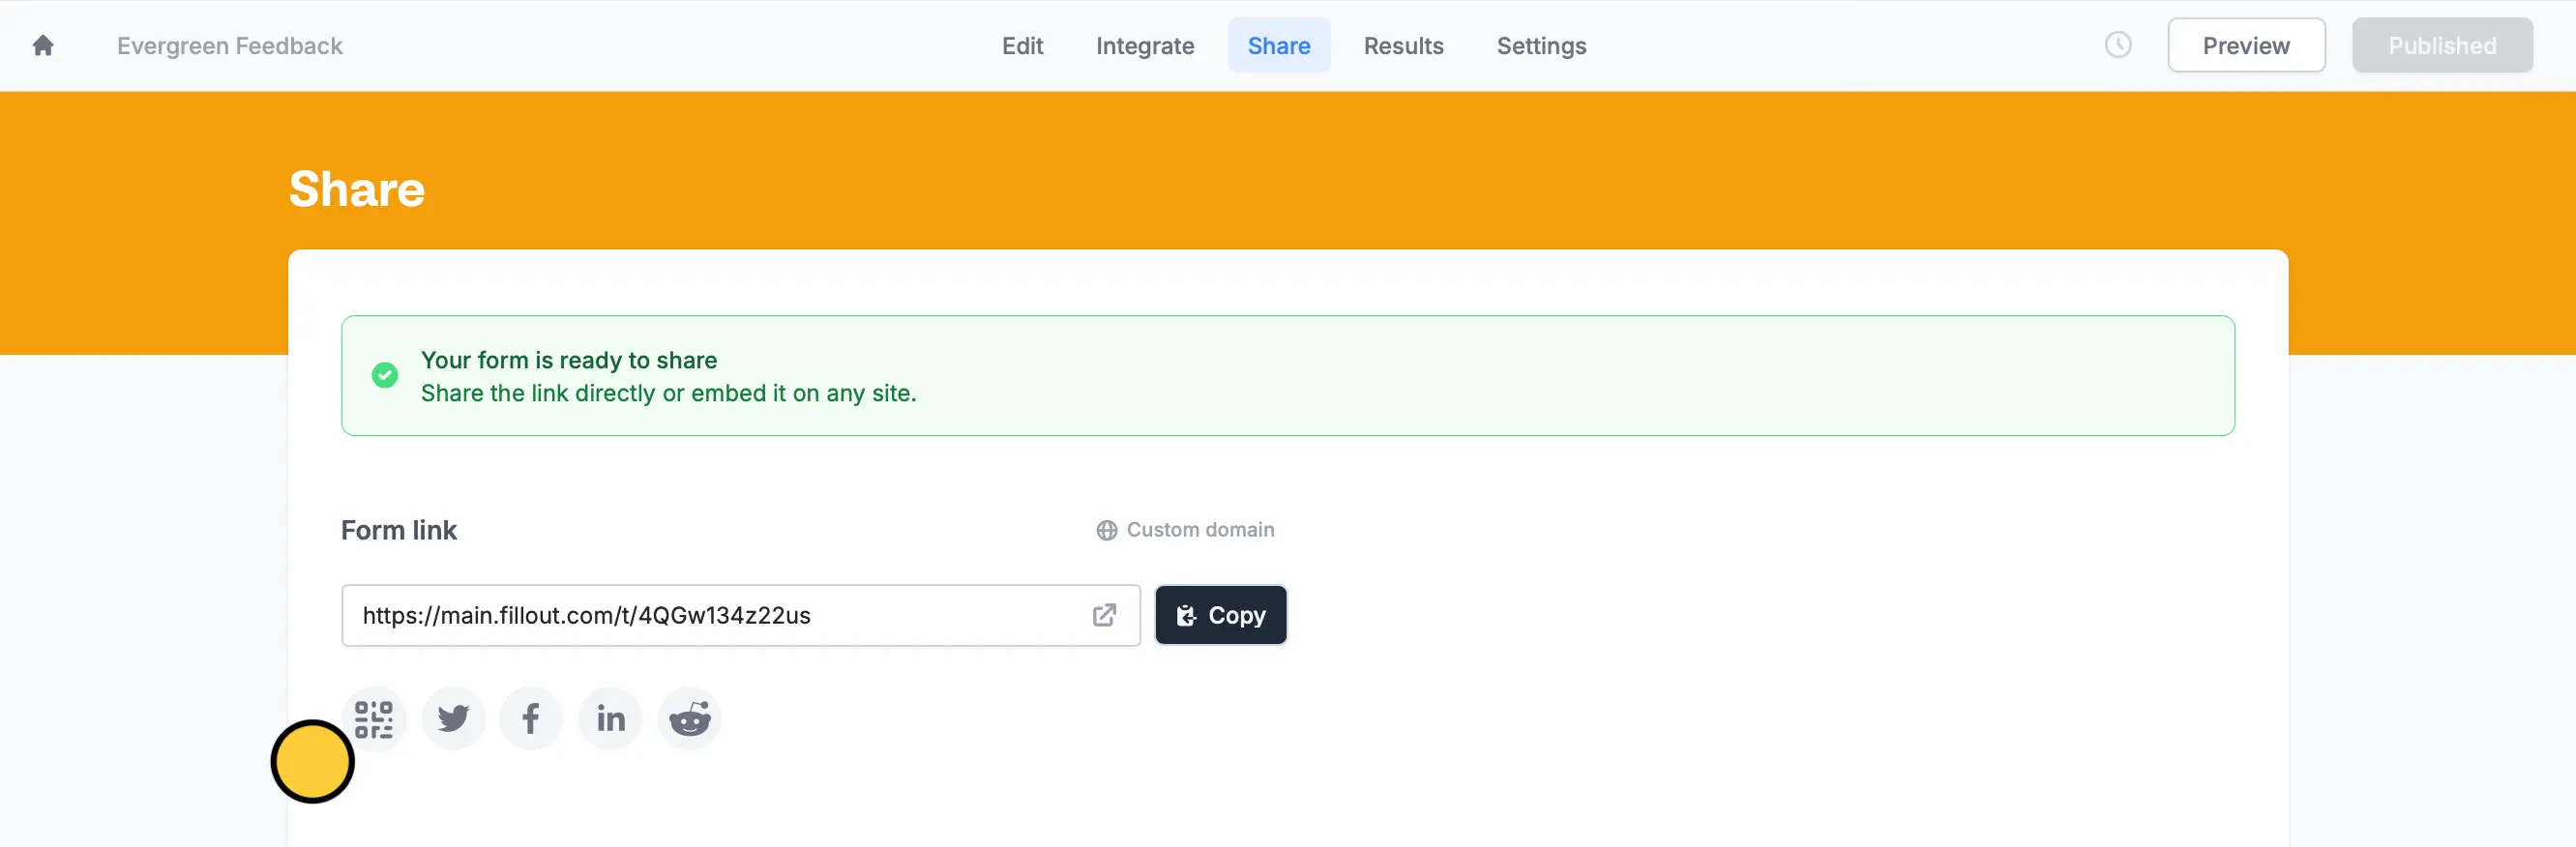 Evergreen Feedback
Edit
Integrate
Share
Results
Settings
Preview
Published
Share
Your form is ready to share
Share the link directly or embed it on any site.
Form link
Custom domain
https://main.fillout.com/t/4QGw134z22us
Copy